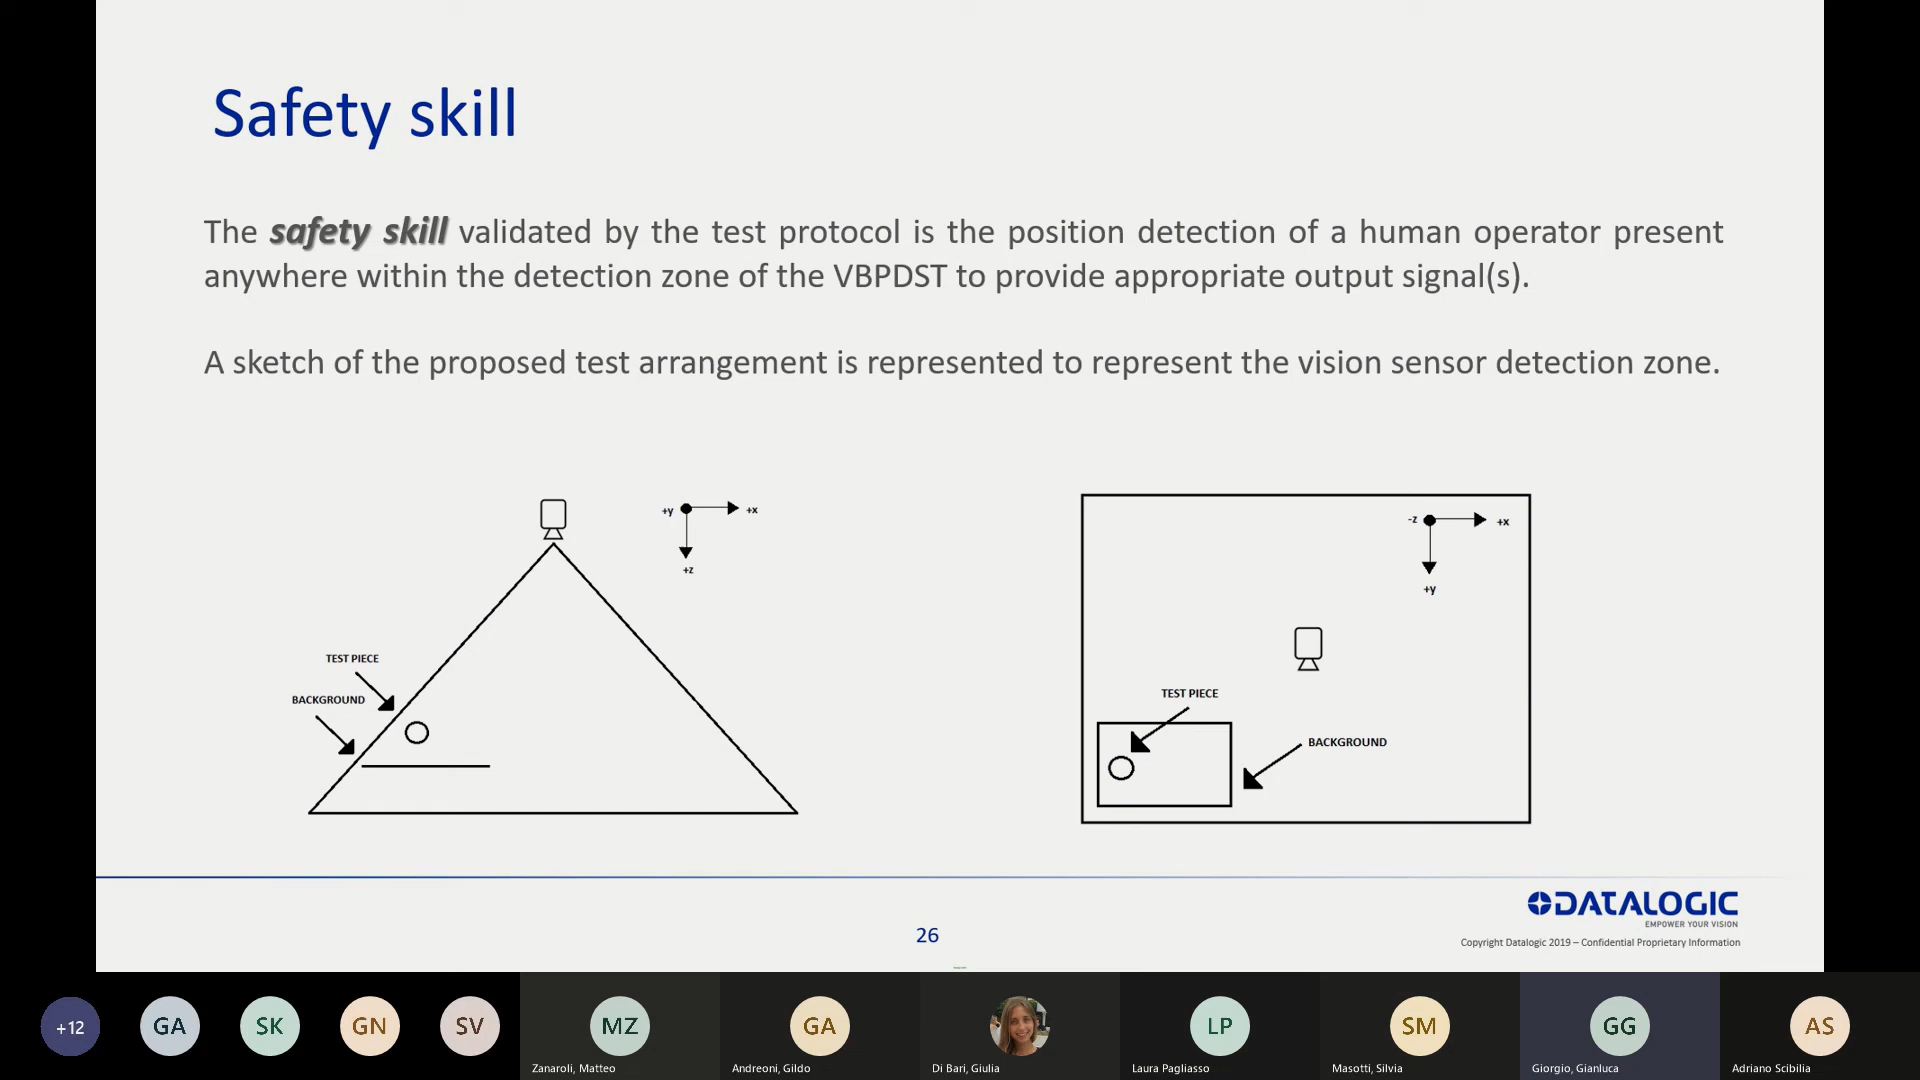 Safety skill
The safety skill validated by the test protocol is the position detection of a human operator present
anywhere within the detection zone of the VBPDST to provide appropriate output signal(s).
A sketch of the proposed test arrangement is represented to represent the vision sensor detection zone.
+y +x
+z
TEST PIECE
BACKGROUND
-z +x
+y
TEST PIECE
BACKGROUND
DATALOGIC
EMPOWER YOUR VISION
26
Copyright Datalogic 2019 – Confidential Proprietary Information
+12
GA
SK
GN
SV
MZ
Zanaroli, Matteo
GA
Andreoni, Gildo
Di Bari, Giulia
LP
Laura Pagliasso
SM
Masotti, Silvia
GG
Giorgio, Gianluca
AS
Adriano Scibilia